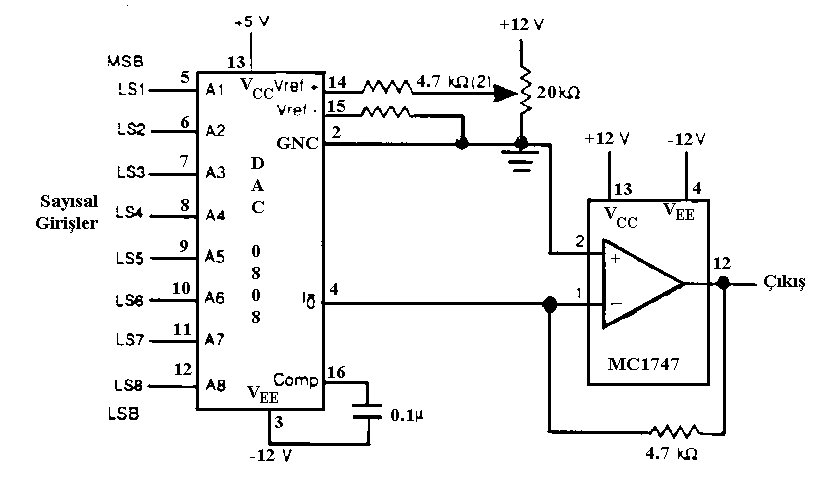 +5 V
+12 V
MSB
13
5
LS1
A1
VCC
Vref +
14
4.7 kΩ(2)
20kΩ
Vref -
15
6
LS2
A2
GNC
2
+12 V
-12V
7
LS3
A3
D
A
C
0
8
0
8
Sayısal
Girişler
8
LS4
A4
13
4
VCC
VEE
9
LS5
A5
2
+
12
Çıkış
10
LS6
A6
4
IO
1
−
11
LS7
A7
MC1747
12
LS8
A8
Comp
16
VEE
LSB
3
0.1µ
-12 V
4.7 kΩ